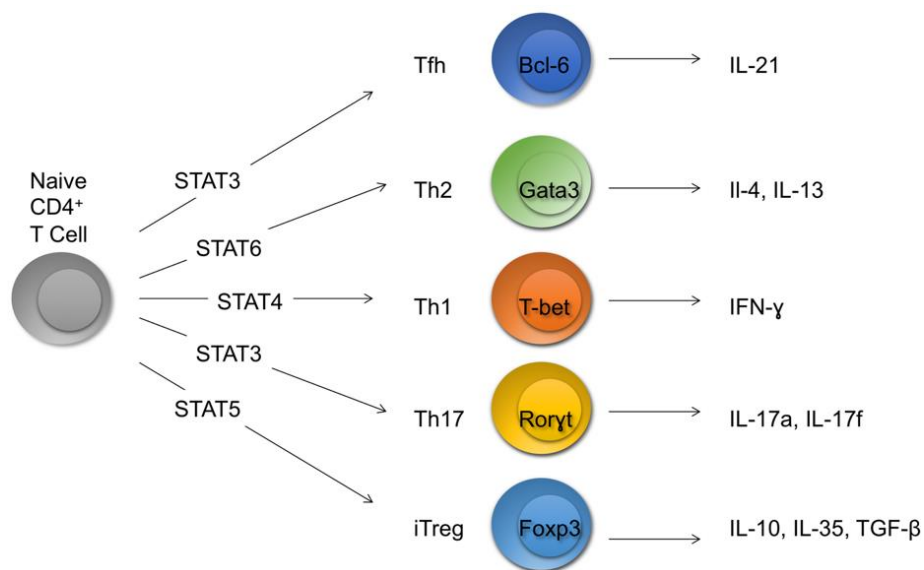 Tfh Bcl-6 IL-21
STAT3
Naive
CD4⁺
T Cell
Th2 Gata3 Il-4, IL-13
STAT6
STAT4 Th1 T-bet IFN-ɣ
STAT3
STAT5
Th17 Rorɣt IL-17a, IL-17f
iTreg Foxp3 IL-10, IL-35, TGF-β